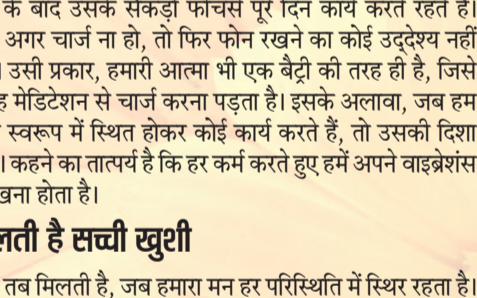 के बाद उसके सैकड़ों फीचर्स पूरे दिन कार्य करते रहते हैं।
अगर चार्ज ना हो, तो फिर फोन रखने का कोई उद्देश्य नहीं
। उसी प्रकार, हमारी आत्मा भी एक बैट्री की तरह ही है, जिसे
ह मेडिटेशन से चार्ज करना पड़ता है। इसके अलावा, जब हम
स्वरूप में स्थित होकर कोई कार्य करते हैं, तो उसकी दिशा
। कहने का तात्पर्य है कि हर कर्म करते हुए हमें अपने वाइब्रेशंस
खना होता है।
लती है सच्ची खुशी
तब मिलती है, जब हमारा मन हर परिस्थिति में स्थिर रहता है।